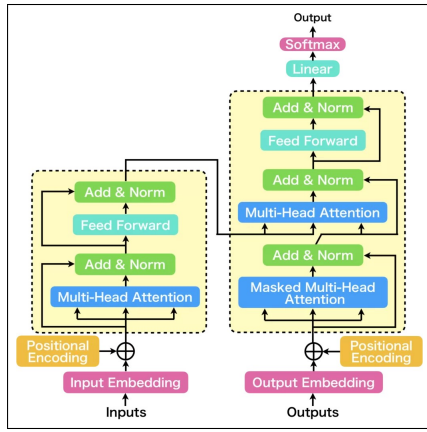 Output
Softmax
Linear
Add & Norm
Feed Forward
Add & Norm
Multi-Head Attention
Add & Norm
Masked Multi-Head
Attention
Positional
Encoding
Output Embedding
Outputs
Add & Norm
Feed Forward
Add & Norm
Multi-Head Attention
Positional
Encoding
Input Embedding
Inputs